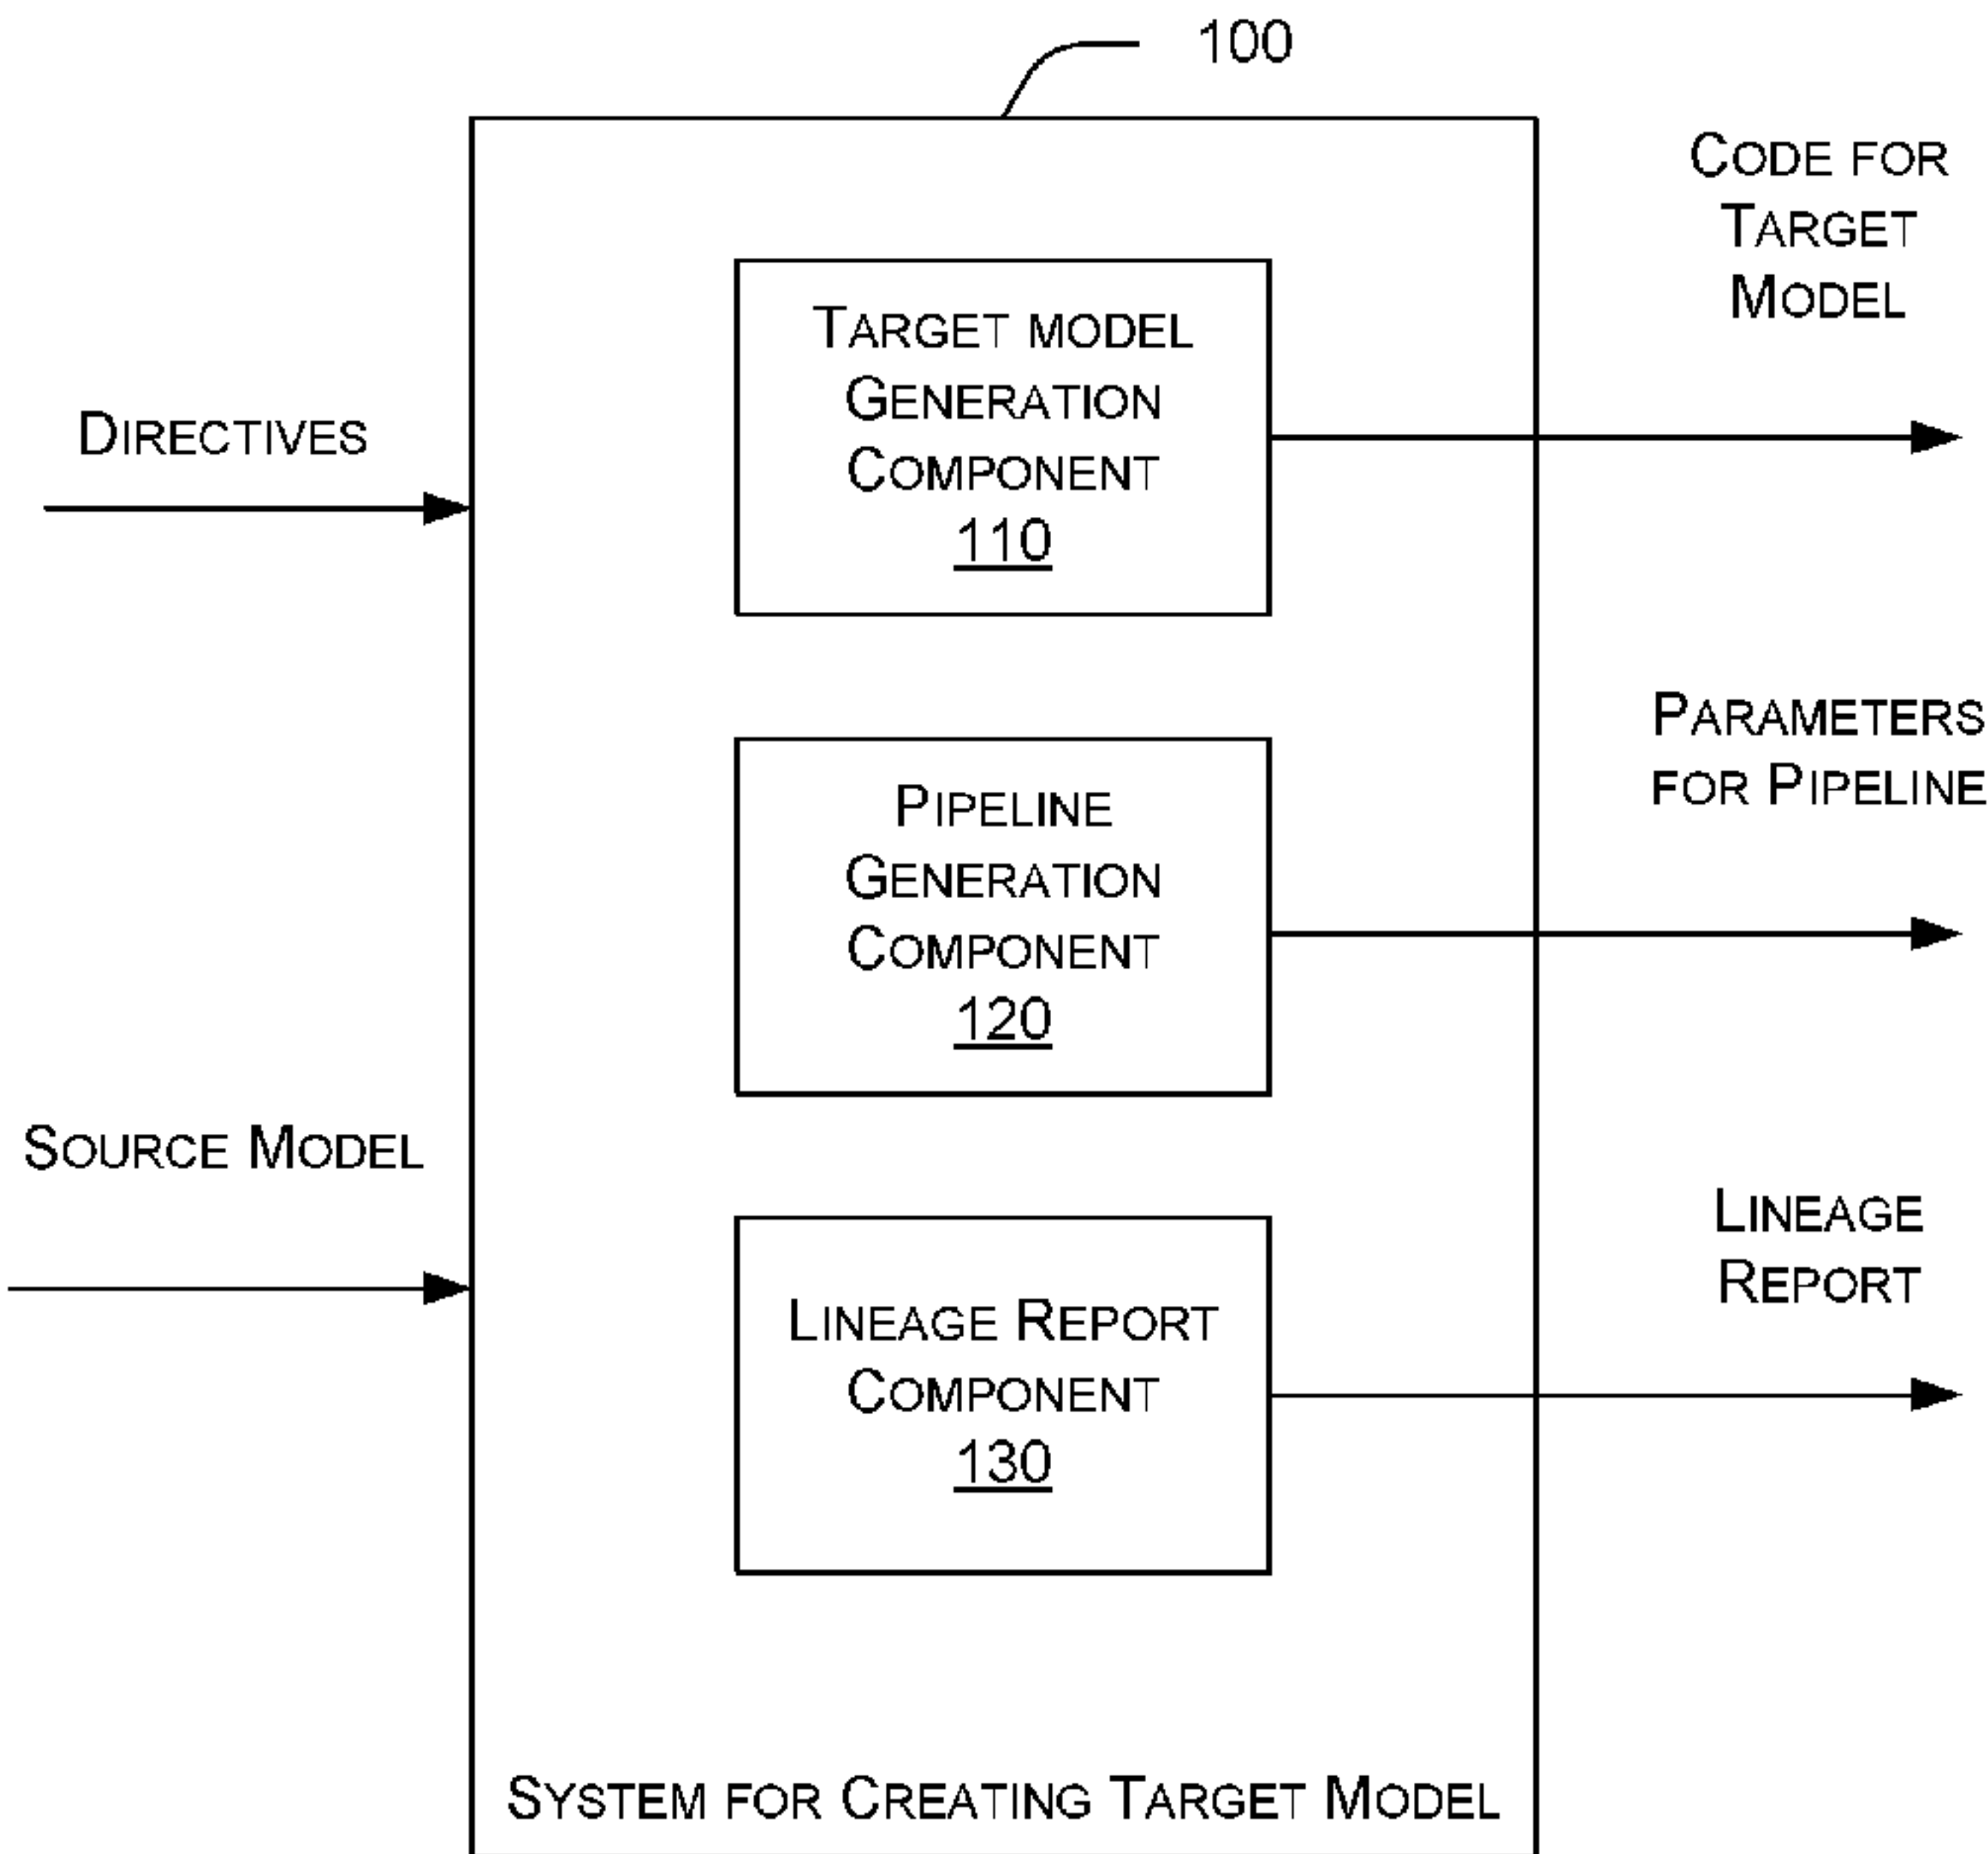 100
CODE FOR
TARGET
MODEL
TARGET MODEL
GENERATION
COMPONENT
110
DIRECTIVES
PARAMETERS
FOR PIPELINE
PIPELINE
GENERATION
COMPONENT
120
SOURCE MODEL
LINEAGE
REPORT
LINEAGE REPORT
COMPONENT
130
SYSTEM FOR CREATING TARGET MODEL